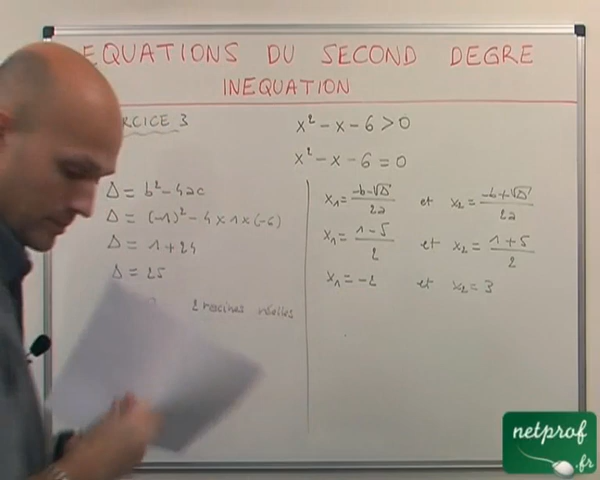 EQUATIONS DU SECOND DEGRE
INEQUATION
RCICE 3
x² - x - 6 > 0
x² - x - 6 = 0
Δ = b² - 4ac
Δ = (-1)² - 4 × 1 × (-6)
Δ = 1 + 24
Δ = 25
2 racines réelles
x₁ = (-b - √Δ) / 2a et x₂ = (-b + √Δ) / 2a
x₁ = (1 - 5) / 2 et x₂ = (1 + 5) / 2
x₁ = -2 et x₂ = 3
netprof
.fr